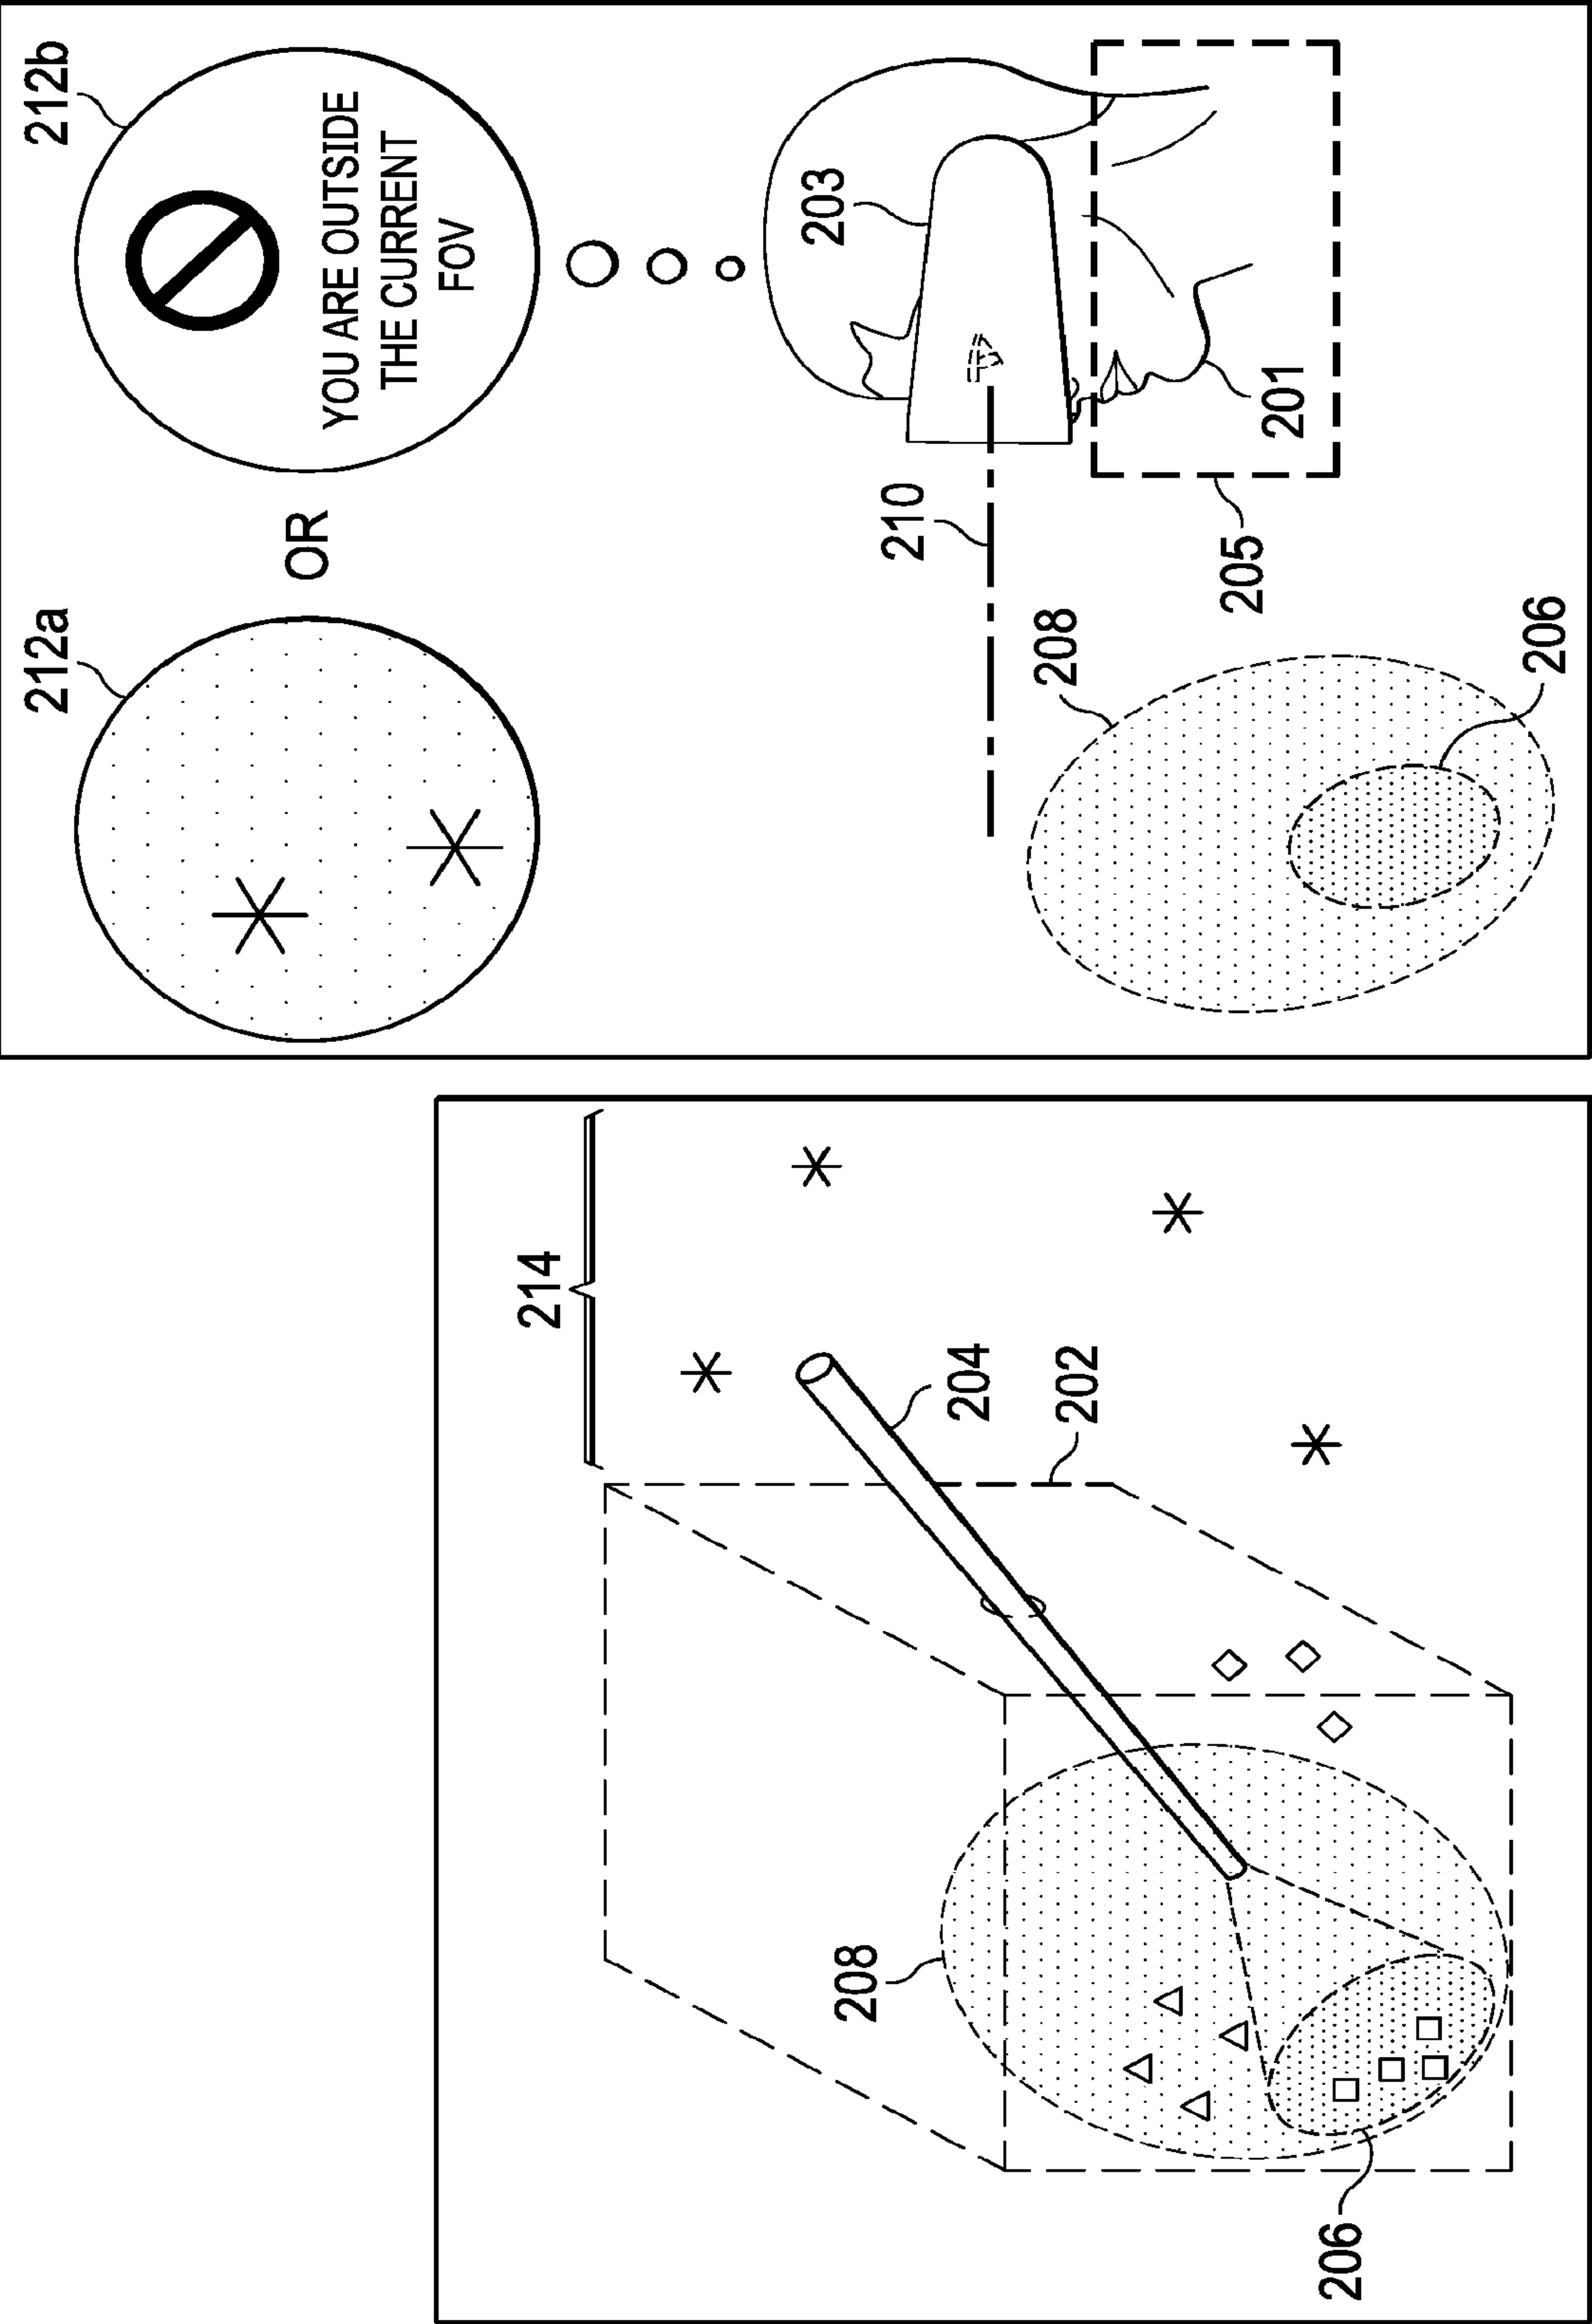 214
208
204
202
206
212a
OR
212b
YOU ARE OUTSIDE
THE CURRENT
FOV
203
210
208
205
201
206